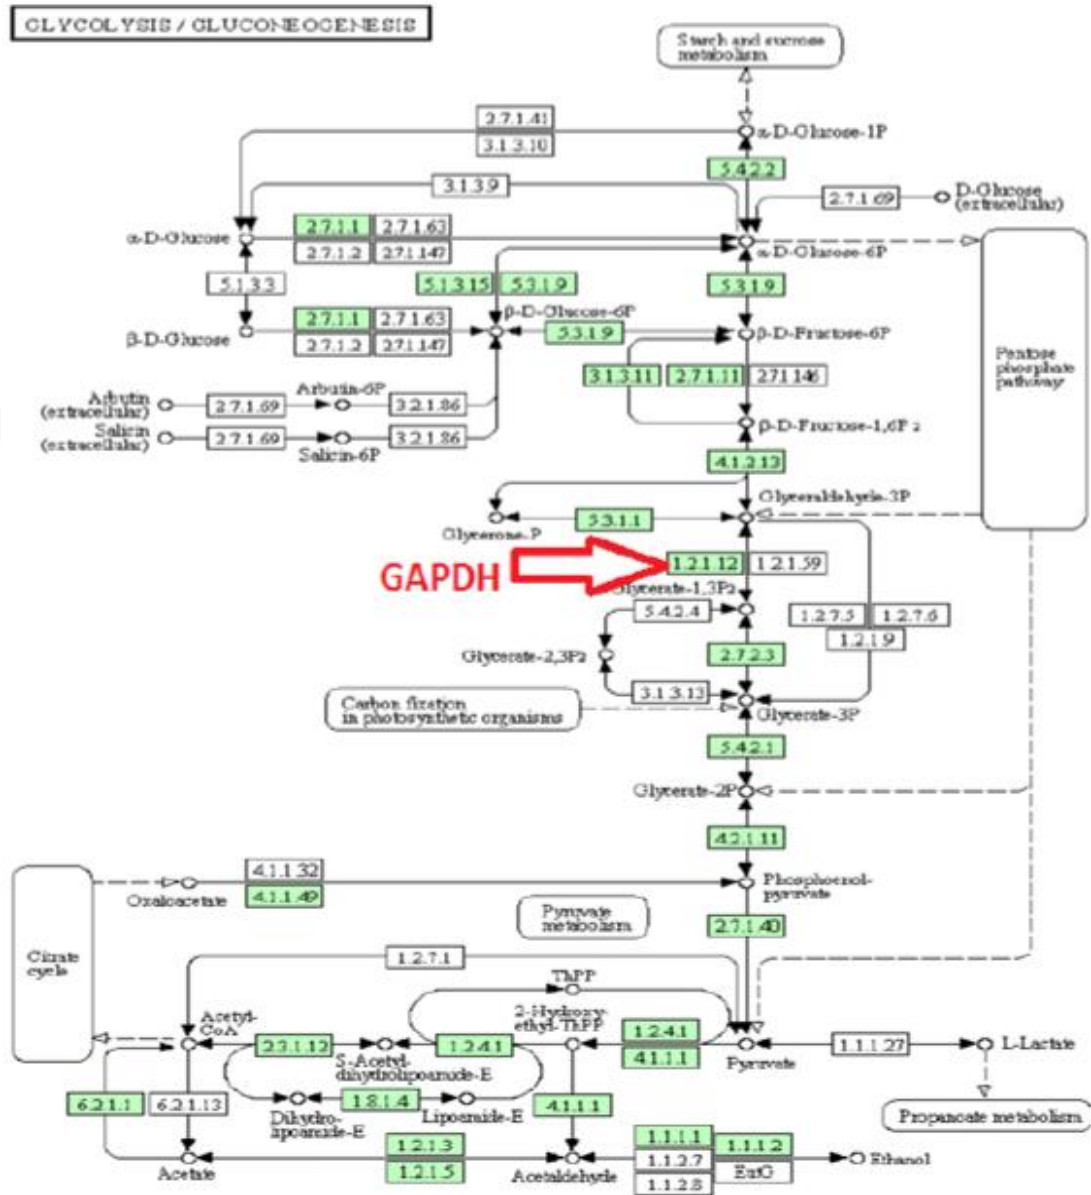 GLYCOLYSIS / GLUCONEOGENESIS
Starch and sucrose
metabolism
2.7.1.41
3.1.3.10
α-D-Glucose-1P
5.4.2.2
3.1.3.9
2.7.1.69
D-Glucose
(extracellular)
α-D-Glucose
2.7.1.1
2.7.1.63
2.7.1.2
2.7.1.147
α-D-Glucose-6P
5.1.3.3
5.1.3.15
5.3.1.9
5.3.1.9
β-D-Glucose
2.7.1.1
2.7.1.63
2.7.1.2
2.7.1.147
β-D-Glucose-6P
5.3.1.9
β-D-Fructose-6P
Pentose
phosphate
pathway
3.1.3.11
2.7.1.11
2.7.1.146
Arbutin
(extracellular)
2.7.1.69
Arbutin-6P
3.2.1.86
Salicin
(extracellular)
2.7.1.69
Salicin-6P
3.2.1.86
β-D-Fructose-1,6P2
4.1.2.13
Glyceraldehyde-3P
Glycerone-P
5.3.1.1
GAPDH
1.2.1.12
1.2.1.59
Glycerate-1,3P2
5.4.2.4
1.2.7.5
1.2.7.6
1.2.1.9
Glycerate-2,3P2
2.7.2.3
3.1.3.13
Carbon fixation
in photosynthetic organisms
Glycerate-3P
5.4.2.1
Glycerate-2P
4.2.1.11
4.1.1.32
Oxaloacetate
4.1.1.49
Phosphoenol-
pyruvate
Pyruvate
metabolism
2.7.1.40
Citrate
cycle
1.2.7.1
ThPP
Acetyl-
CoA
2-Hydroxy-
ethyl-ThPP
2.3.1.12
S-Acetyl-
dihydrolipoamide-E
1.2.4.1
1.2.4.1
4.1.1.1
Pyruvate
1.1.1.27
L-Lactate
6.2.1.1
6.2.1.13
Dihydro-
lipoamide-E
1.8.1.4
Lipoamide-E
4.1.1.1
Propanoate metabolism
Acetate
1.2.1.3
1.2.1.5
Acetaldehyde
1.1.1.1
1.1.1.2
1.1.2.7
EutG
1.1.2.8
Ethanol